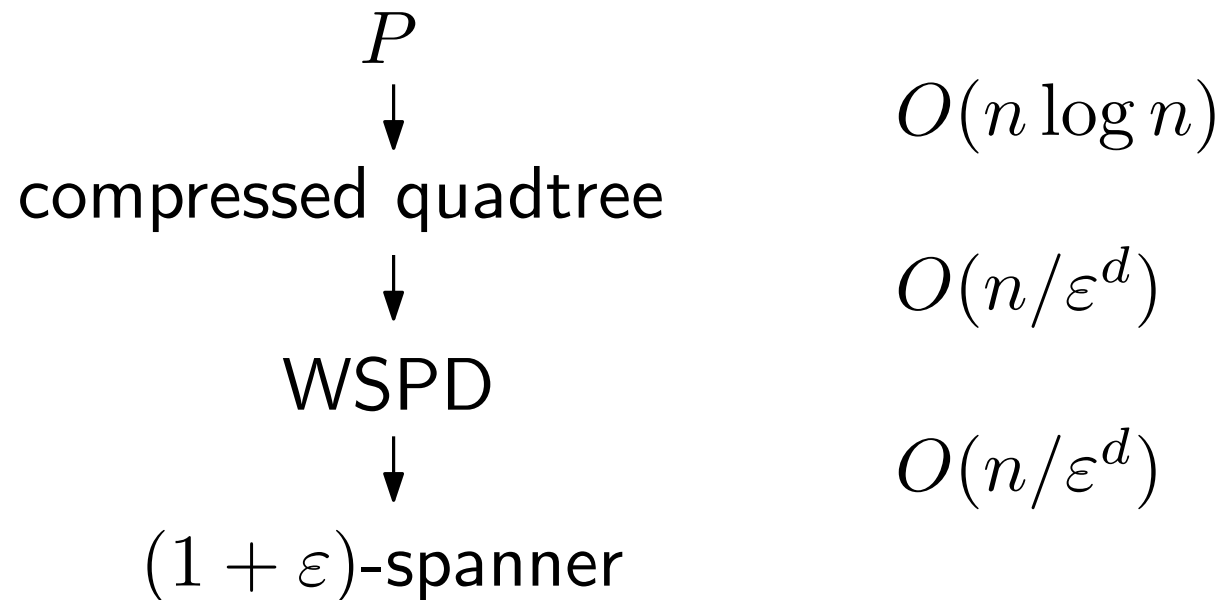 P
O(n log n)
compressed quadtree
O(n/ε^d)
WSPD
O(n/ε^d)
(1 + ε)-spanner